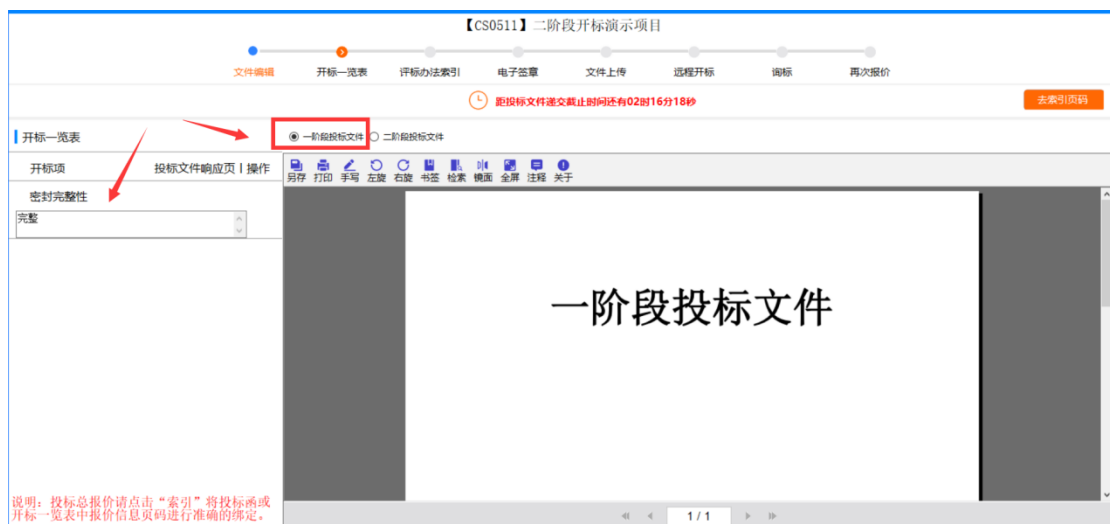 【CS0511】二阶段开标演示项目
文件编辑 开标一览表 评标办法索引 电子签章 文件上传 远程开标 询标 再次报价
距投标文件递交截止时间还有02时16分18秒
去索引页码
开标一览表
一阶段投标文件 二阶段投标文件
开标项 投标文件响应页 | 操作
另存 打印 手写 左旋 右旋 书签 检索 镜面 全屏 注释 关于
密封完整性
完整
一阶段投标文件
说明：投标总报价请点击“索引”将投标函或
开标一览表中报价信息页码进行准确的绑定。
1 / 1